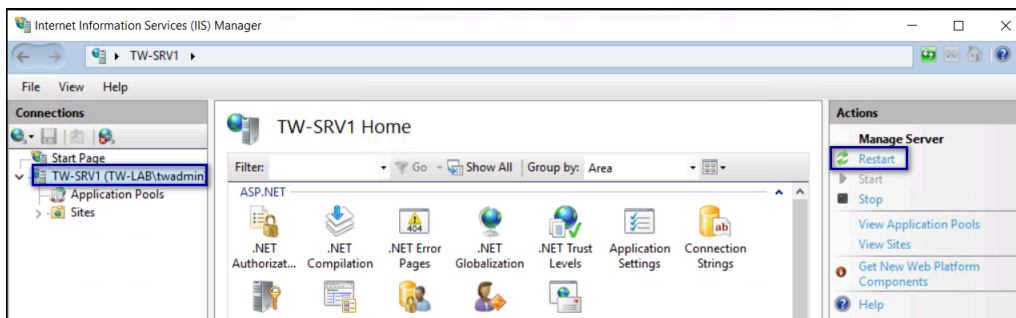 Internet Information Services (IIS) Manager
TW-SRV1
File View Help
Connections
Start Page
TW-SRV1 (TW-LAB\twadmin
Application Pools
Sites
TW-SRV1 Home
Filter: Go Show All Group by: Area
ASP.NET
.NET Authorizat...
.NET Compilation
404
.NET Error Pages
.NET Globalization
.NET Trust Levels
Application Settings
ab
Connection Strings
Actions
Manage Server
Restart
Start
Stop
View Application Pools
View Sites
Get New Web Platform
Components
Help